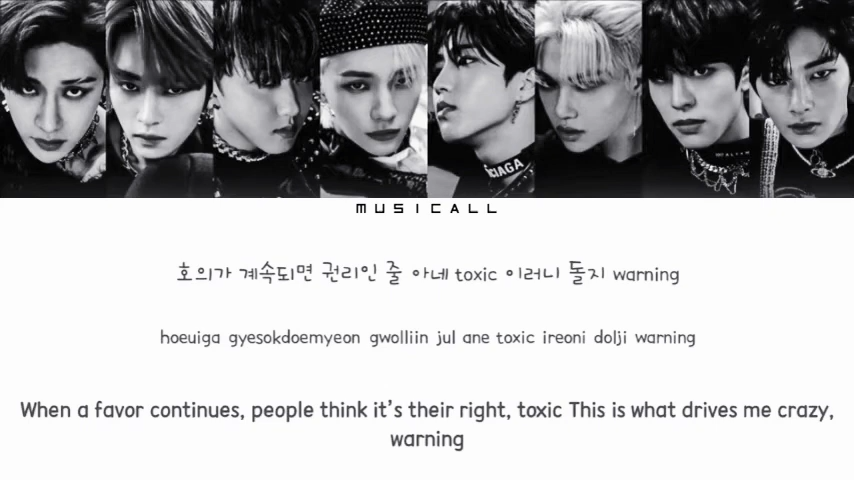 CIAGA
MUSICALL
호의가 계속되면 권리인 줄 아네 toxic 이러니 돌지 warning
hoeuiga gyesokdoemyeon gwolliin jul ane toxic ireoni dolji warning
When a favor continues, people think it's their right, toxic This is what drives me crazy,
warning